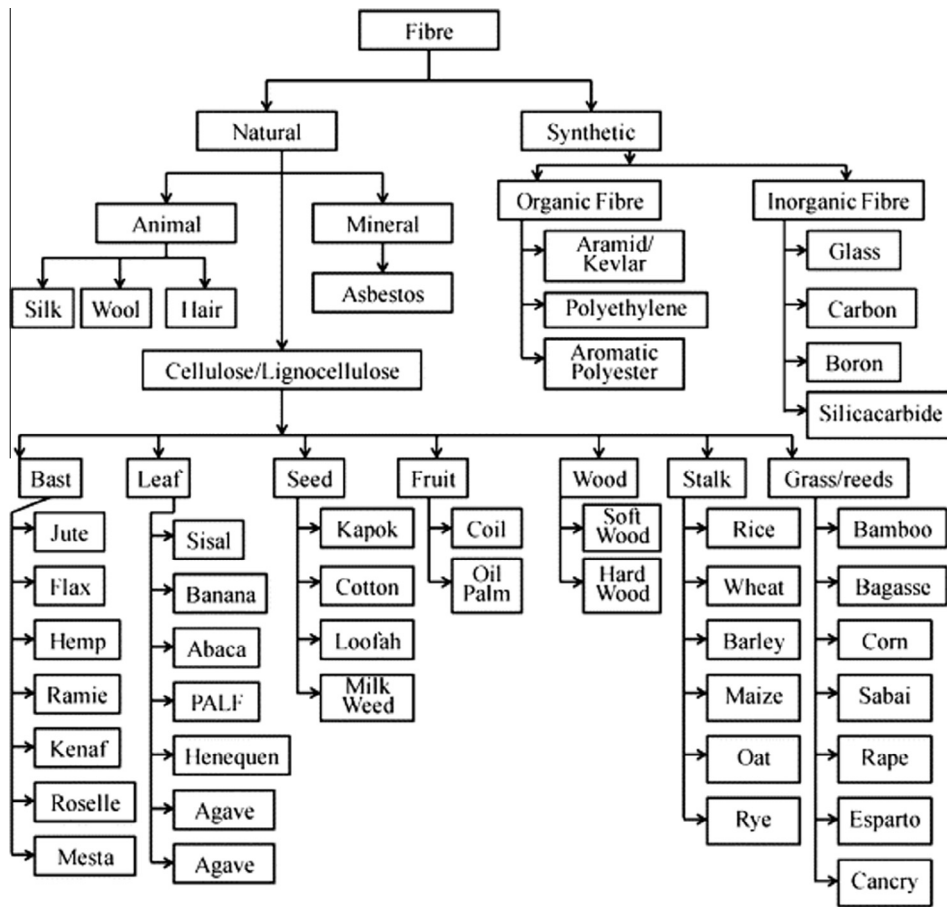 Fibre
Natural
Synthetic
Organic Fibre
Inorganic Fibre
Animal
Mineral
Aramid/
Kevlar
Glass
Silk
Wool
Hair
Asbestos
Polyethylene
Carbon
Cellulose/Lignocellulose
Aromatic
Polyester
Boron
Silicacarbide
Bast
Leaf
Seed
Fruit
Wood
Stalk
Grass/reeds
Jute
Flax
Hemp
Ramie
Kenaf
Roselle
Mesta
Sisal
Banana
Abaca
PALF
Henequen
Agave
Agave
Kapok
Cotton
Loofah
Milk
Weed
Coil
Oil
Palm
Soft
Wood
Hard
Wood
Rice
Wheat
Barley
Maize
Oat
Rye
Bamboo
Bagasse
Corn
Sabai
Rape
Esparto
Cancry